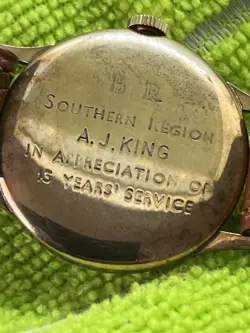 B R
SOUTHERN REGION
A.J. KING
IN APPRECIATION OF
45 YEARS' SERVICE